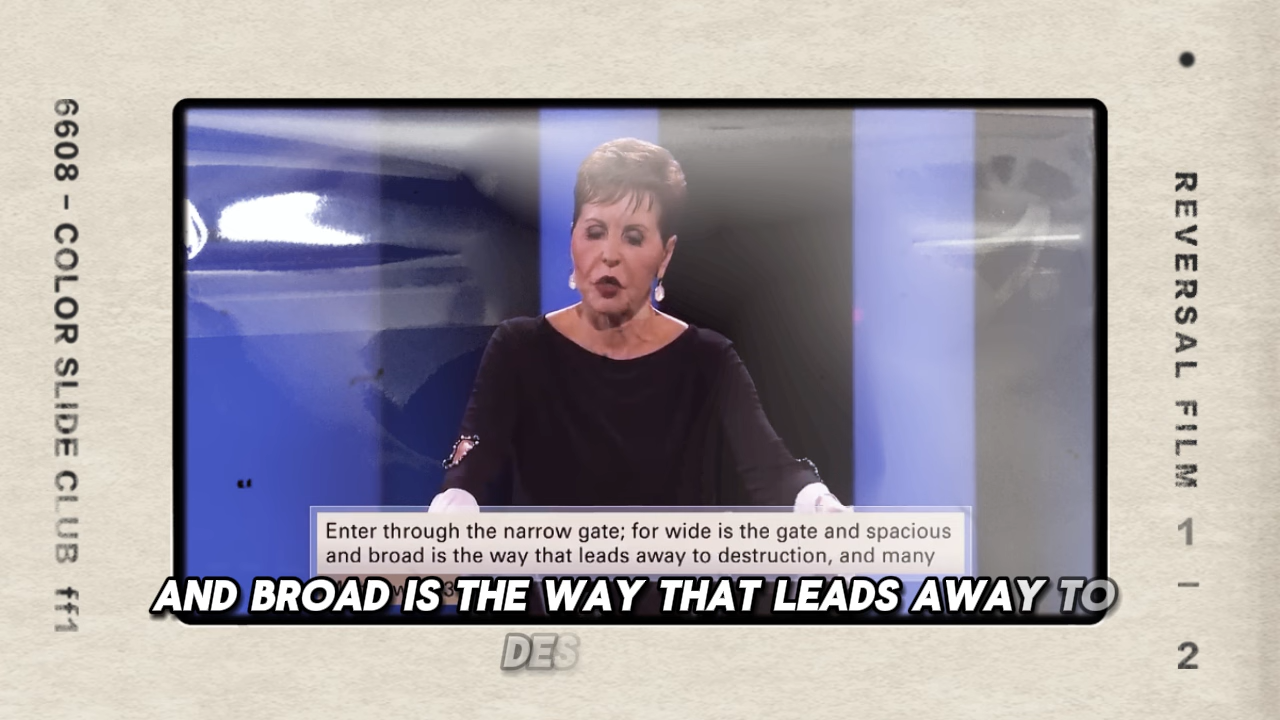 6608 - COLOR SLIDE CLUB ff1
REVERSAL FILM 1 - 2
Enter through the narrow gate; for wide is the gate and spacious
and broad is the way that leads away to destruction, and many
AND BROAD IS THE WAY THAT LEADS AWAY TO
DES